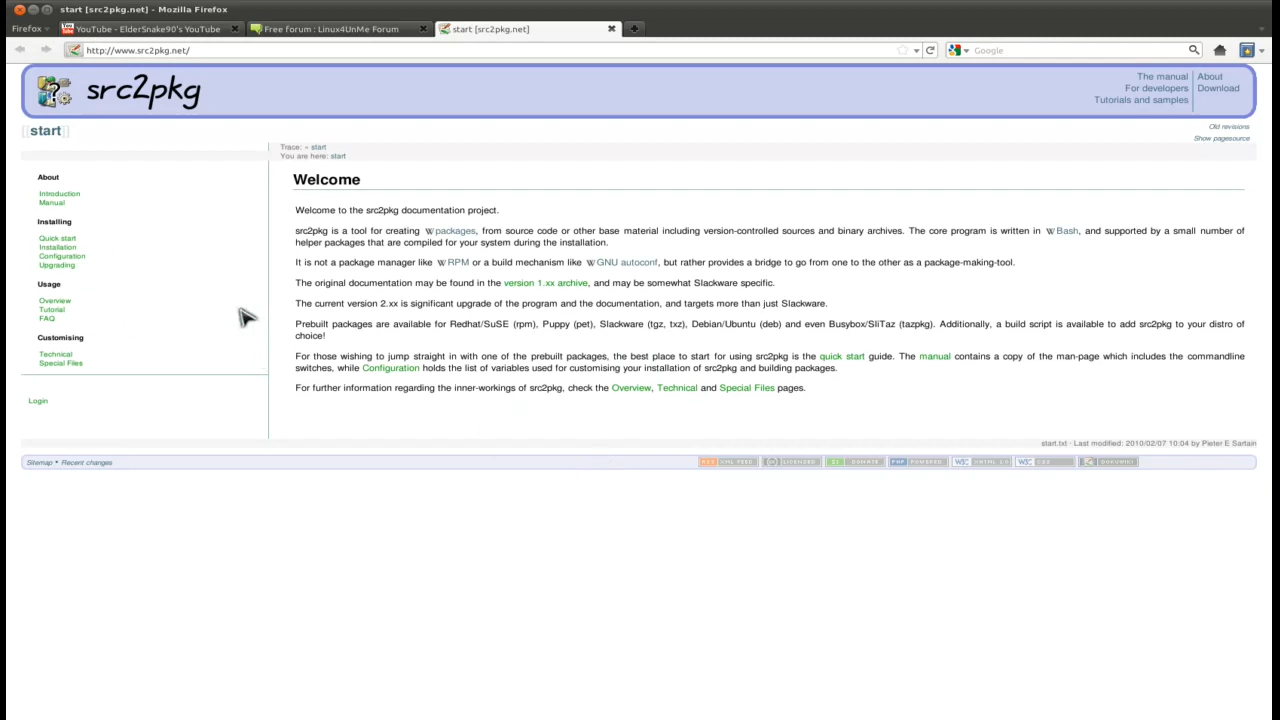 start [src2pkg.net] - Mozilla Firefox
Firefox
YouTube - ElderSnake90's YouTube
Free forum : Linux4UnMe Forum
start [src2pkg.net]
http://www.src2pkg.net/
Google
src2pkg
The manual
For developers
Tutorials and samples
About
Download
[[start]]
Old revisions
Show pagesource
Trace: » start
You are here: start
About
Introduction
Manual
Installing
Quick start
Installation
Configuration
Upgrading
Usage
Overview
Tutorial
FAQ
Customising
Technical
Special Files
Login
Welcome
Welcome to the src2pkg documentation project.
src2pkg is a tool for creating W packages, from source code or other base material including version-controlled sources and binary archives. The core program is written in W Bash, and supported by a small number of
helper packages that are compiled for your system during the installation.
It is not a package manager like W RPM or a build mechanism like W GNU autoconf, but rather provides a bridge to go from one to the other as a package-making-tool.
The original documentation may be found in the version 1.xx archive, and may be somewhat Slackware specific.
The current version 2.xx is significant upgrade of the program and the documentation, and targets more than just Slackware.
Prebuilt packages are available for Redhat/SuSE (rpm), Puppy (pet), Slackware (tgz, txz), Debian/Ubuntu (deb) and even Busybox/SliTaz (tazpkg). Additionally, a build script is available to add src2pkg to your distro of
choice!
For those wishing to jump straight in with one of the prebuilt packages, the best place to start for using src2pkg is the quick start guide. The manual contains a copy of the man-page which includes the commandline
switches, while Configuration holds the list of variables used for customising your installation of src2pkg and building packages.
For further information regarding the inner-workings of src2pkg, check the Overview, Technical and Special Files pages.
start.txt · Last modified: 2010/02/07 10:04 by Pieter E Sartain
Sitemap • Recent changes
RSS XML FEED
LICENSED
$1 DONATE
PHP POWERED
W3C XHTML 1.0
W3C CSS
DOKUWIKI